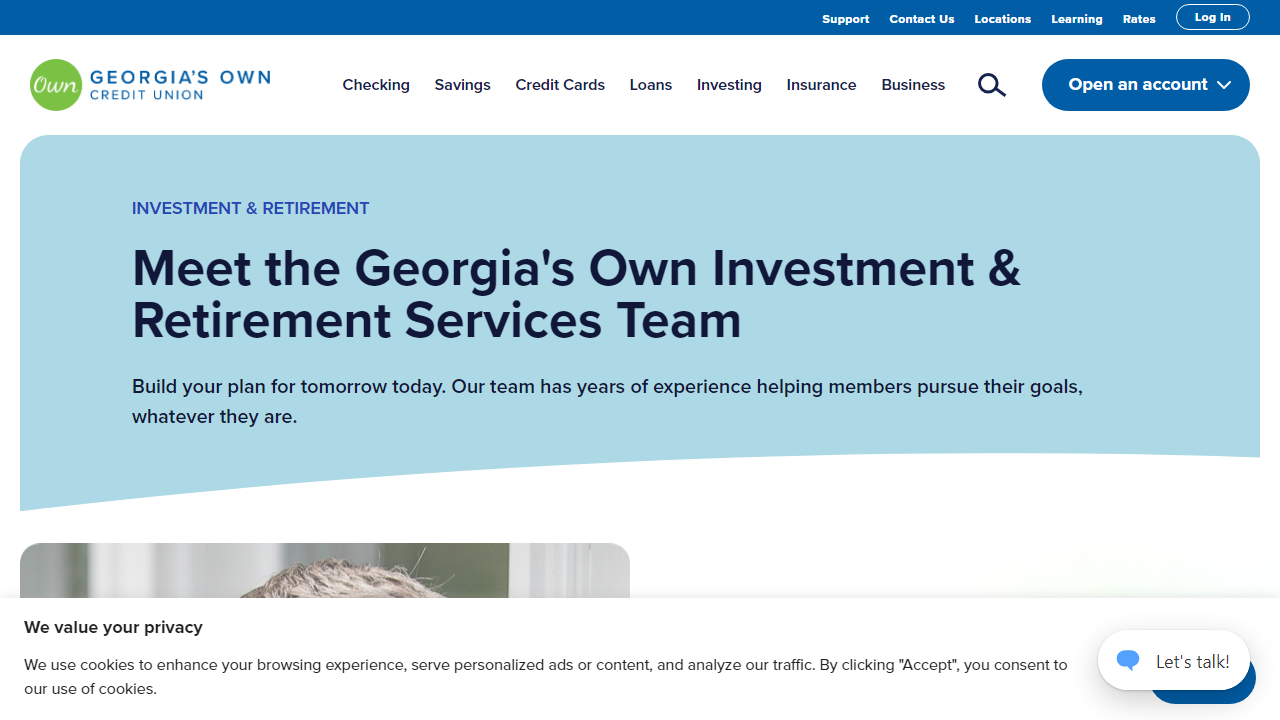 Support Contact Us Locations Learning Rates Log In
Own GEORGIA'S OWN
CREDIT UNION
Checking Savings Credit Cards Loans Investing Insurance Business Open an account
INVESTMENT & RETIREMENT
Meet the Georgia's Own Investment &
Retirement Services Team
Build your plan for tomorrow today. Our team has years of experience helping members pursue their goals,
whatever they are.
We value your privacy
We use cookies to enhance your browsing experience, serve personalized ads or content, and analyze our traffic. By clicking "Accept", you consent to
our use of cookies.
Let's talk!